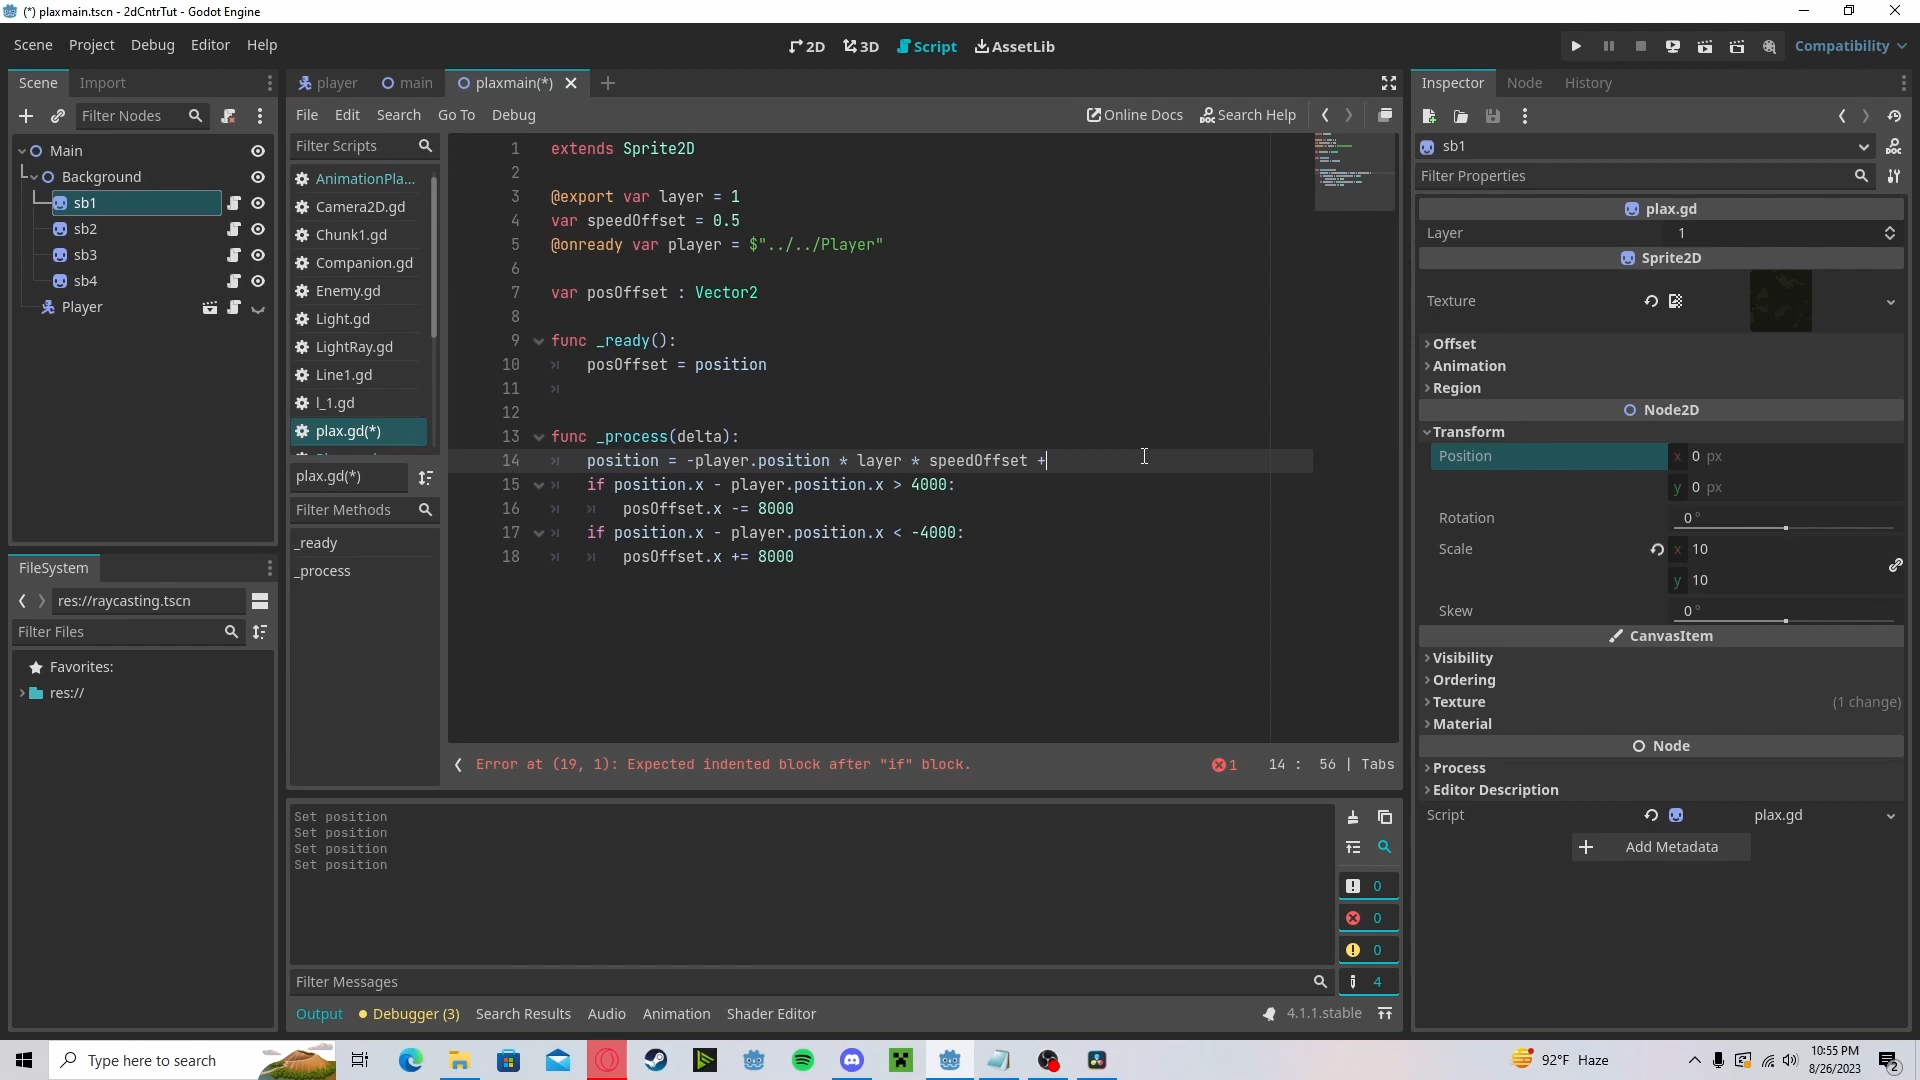 (*) plaxmain.tscn - 2dCntrTut - Godot Engine
Scene Project Debug Editor Help
2D 3D Script AssetLib
Compatibility
Scene Import
player main plaxmain(*)
Inspector Node History
Filter Nodes
File Edit Search Go To Debug
Online Docs Search Help
Main
Background
sb1
sb2
sb3
sb4
Player
Filter Scripts
AnimationPla...
Camera2D.gd
Chunk1.gd
Companion.gd
Enemy.gd
Light.gd
LightRay.gd
Line1.gd
l_1.gd
plax.gd(*)
plax.gd(*)
Filter Methods
_ready
_process
1 extends Sprite2D
2
3 @export var layer = 1
4 var speedOffset = 0.5
5 @onready var player = $"../../Player"
6
7 var posOffset : Vector2
8
9 func _ready():
10 posOffset = position
11
12
13 func _process(delta):
14 position = -player.position * layer * speedOffset +
15 if position.x - player.position.x > 4000:
16 posOffset.x -= 8000
17 if position.x - player.position.x < -4000:
18 posOffset.x += 8000
Error at (19, 1): Expected indented block after "if" block.
1 14 : 56 | Tabs
FileSystem
res://raycasting.tscn
Filter Files
Favorites:
res://
Set position
Set position
Set position
Set position
0
0
0
4
Filter Messages
Output Debugger (3) Search Results Audio Animation Shader Editor
4.1.1.stable
sb1
Filter Properties
plax.gd
Layer 1
Sprite2D
Texture
Offset
Animation
Region
Node2D
Transform
Position x 0 px
y 0 px
Rotation 0 °
Scale x 10
y 10
Skew 0 °
CanvasItem
Visibility
Ordering
Texture (1 change)
Material
Node
Process
Editor Description
Script plax.gd
Add Metadata
Type here to search
92°F Haze
10:55 PM
8/26/2023
2